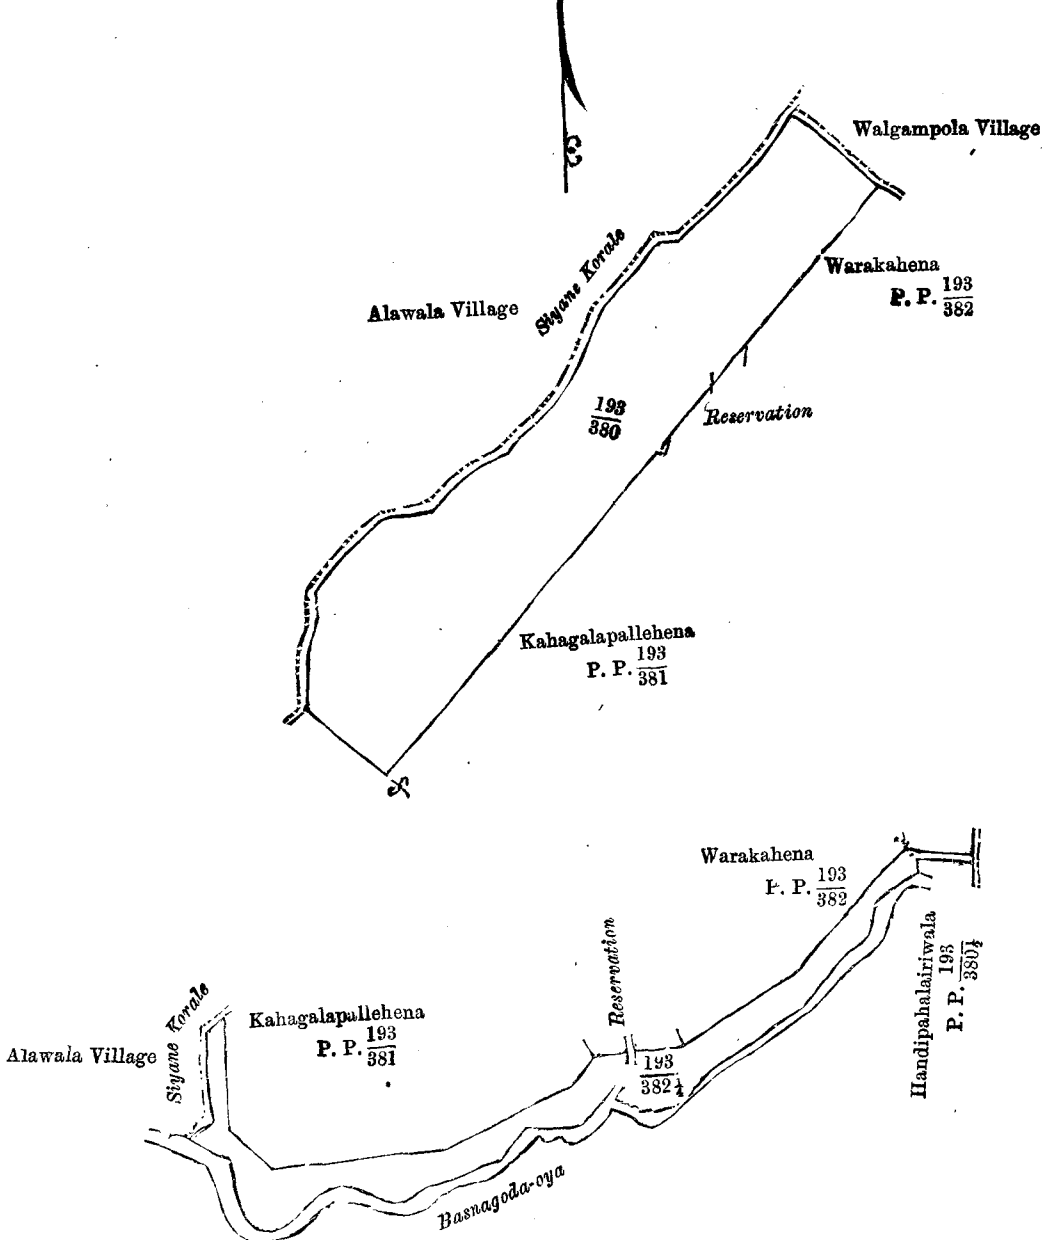 Walgampola Village
Warakahena
P. P. 193/382
Siyane Korale
Alawala Village
193/380
Reservation
Kahagalapallehena
P. P. 193/381
Warakahena
P. P. 193/382
Reservation
Handipahalairiwala
P. P. 193/380½
Siyane Korale
Kahagalapallehena
P. P. 193/381
Alawala Village
193/382¼
Basnagoda-oya